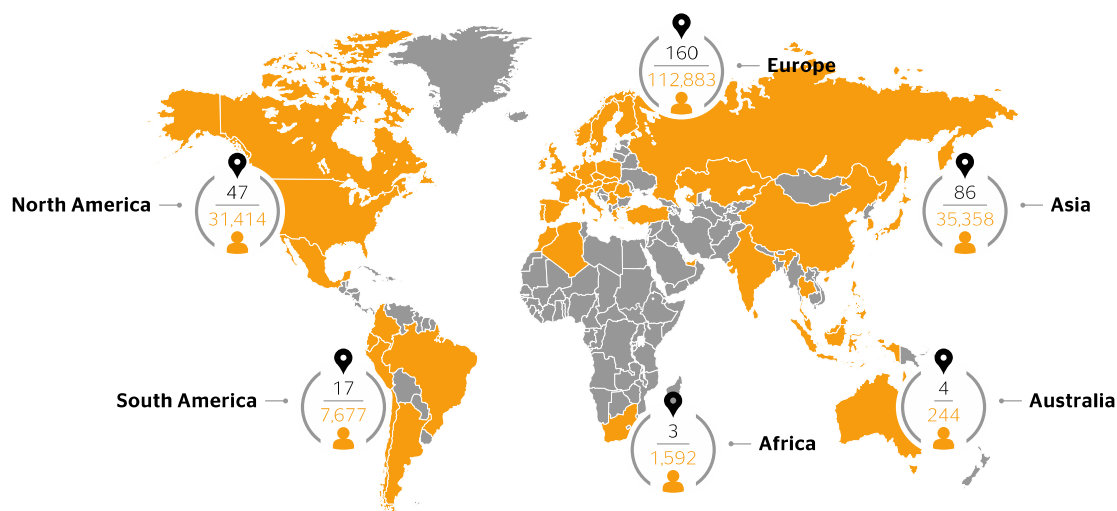 160
112,883
Europe
47
31,414
North America
86
35,358
Asia
17
7,677
South America
4
244
Australia
3
1,592
Africa